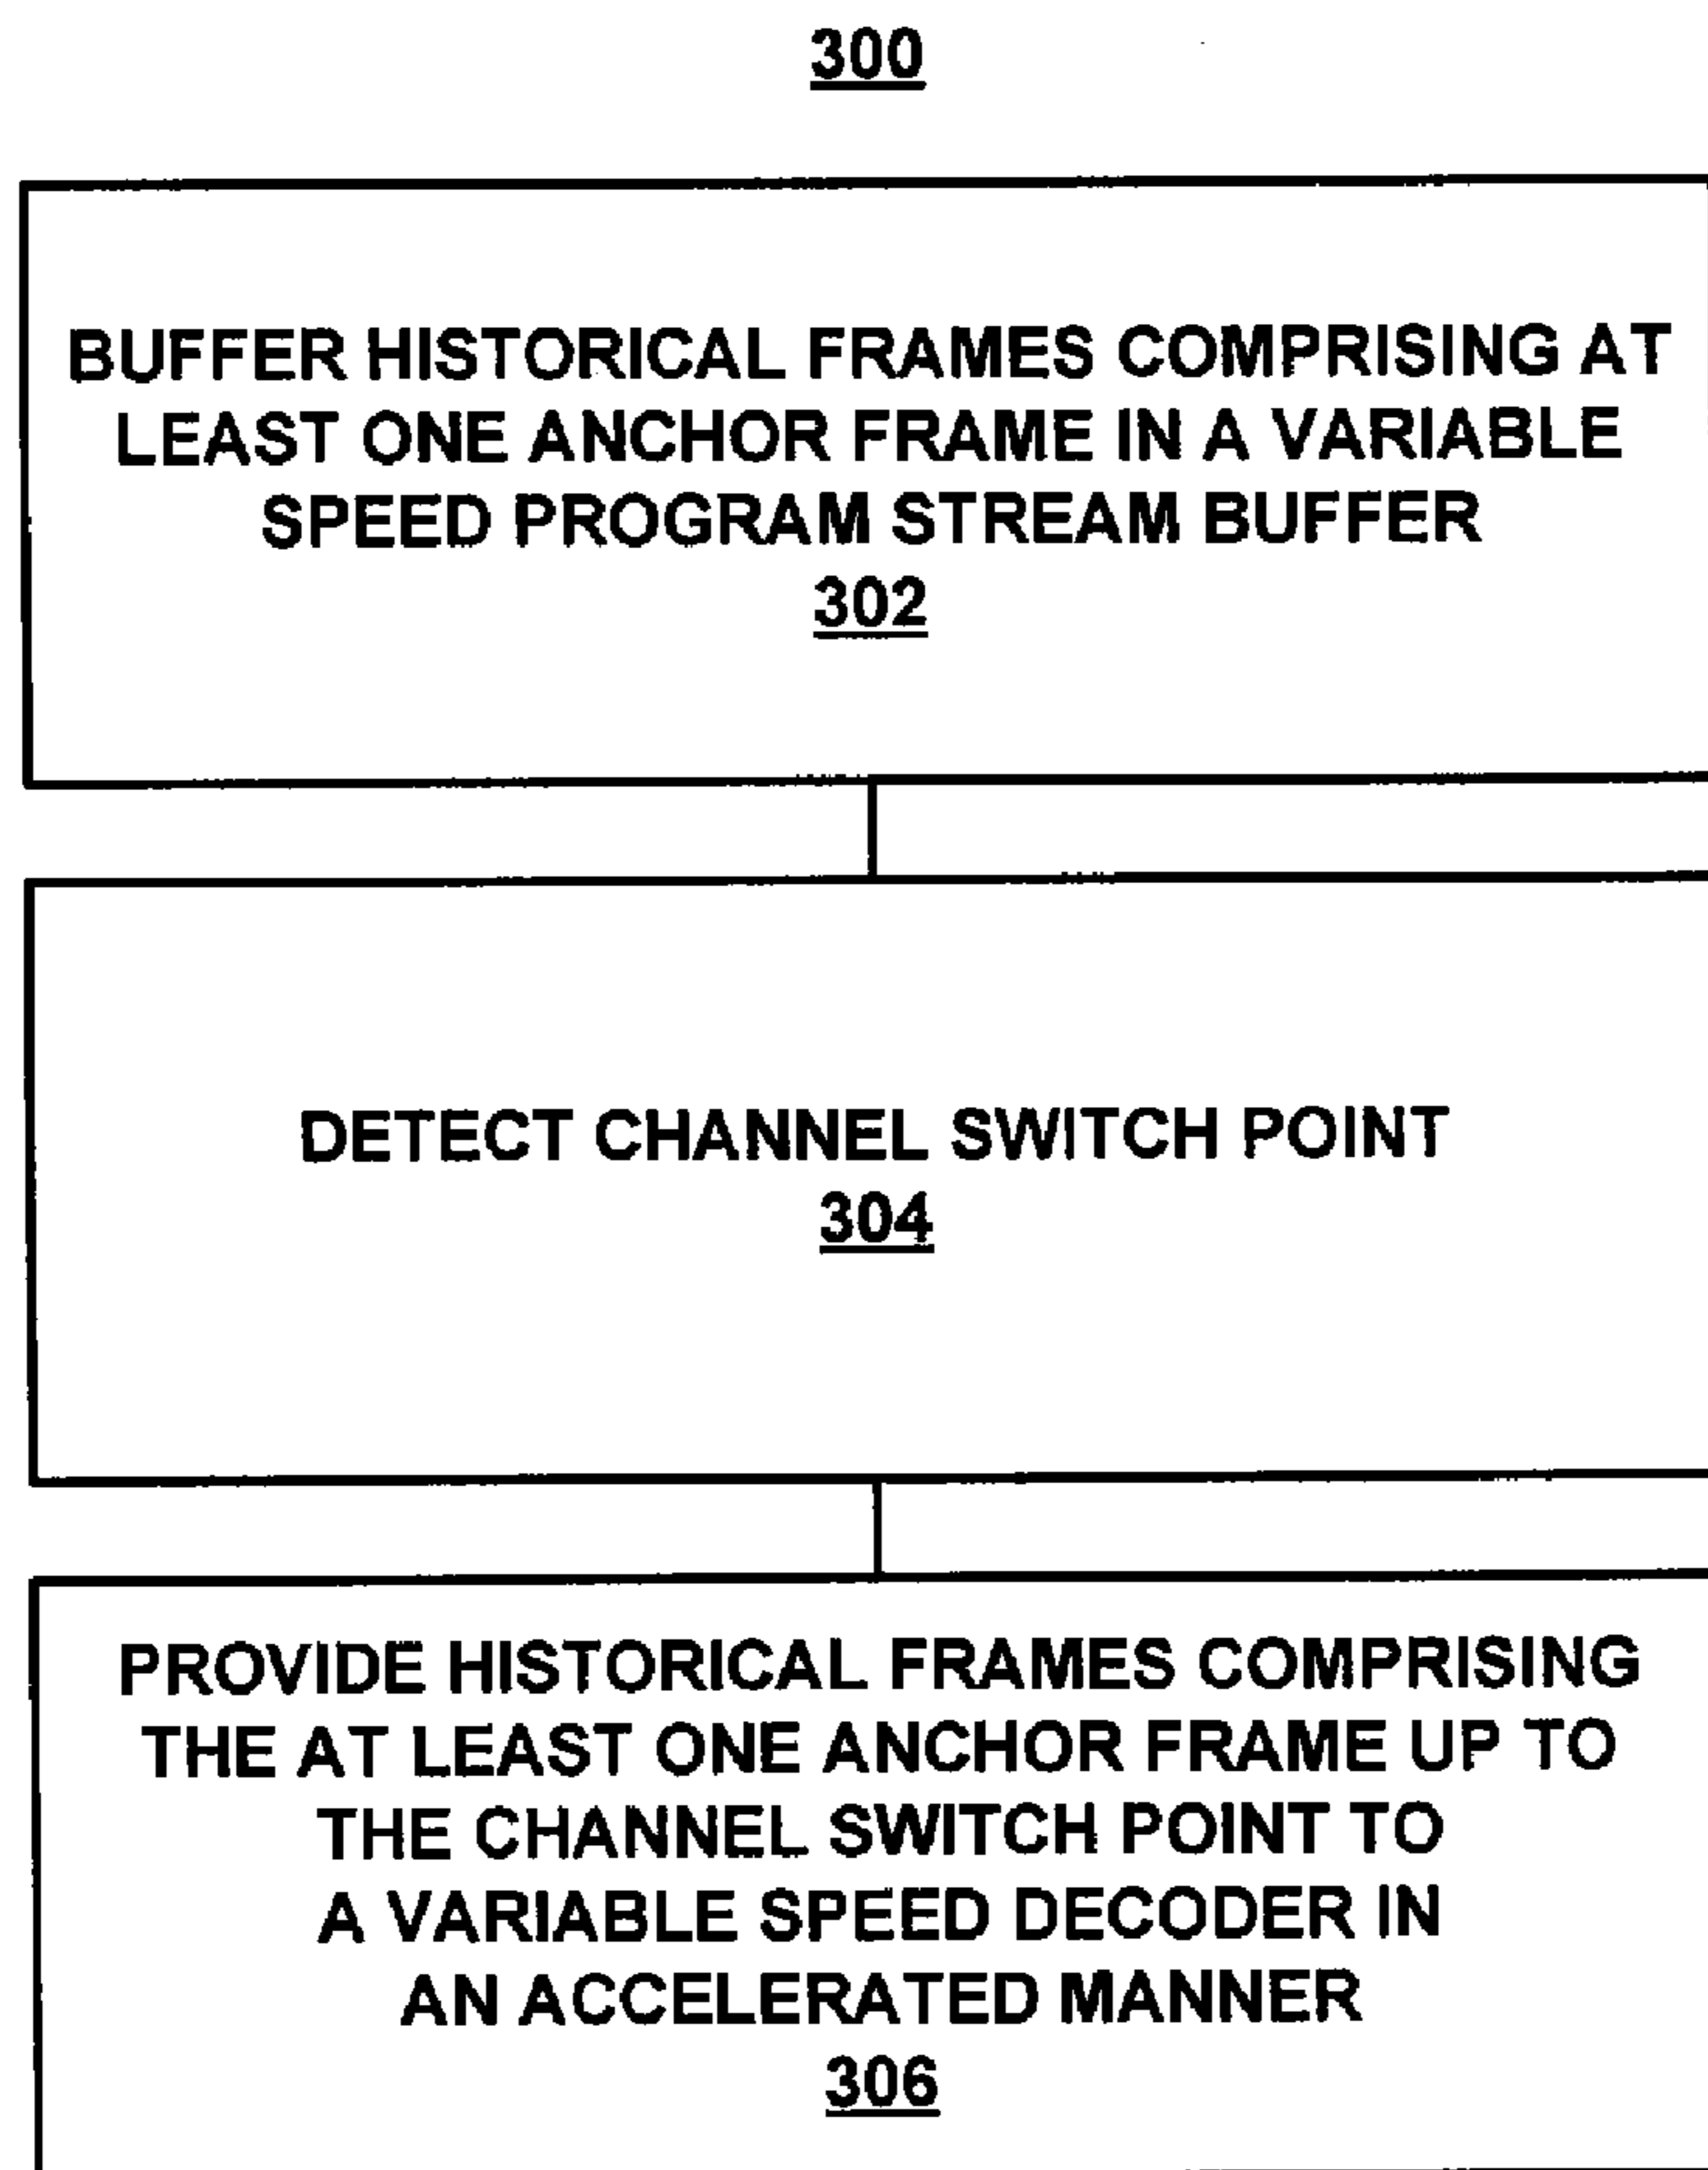 300
BUFFER HISTORICAL FRAMES COMPRISING AT
LEAST ONE ANCHOR FRAME IN A VARIABLE
SPEED PROGRAM STREAM BUFFER
302
DETECT CHANNEL SWITCH POINT
304
PROVIDE HISTORICAL FRAMES COMPRISING
THE AT LEAST ONE ANCHOR FRAME UP TO
THE CHANNEL SWITCH POINT TO
A VARIABLE SPEED DECODER IN
AN ACCELERATED MANNER
306